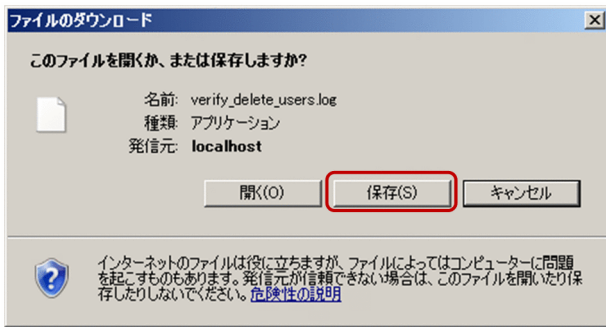 ファイルのダウンロード
このファイルを開くか、または保存しますか?
名前: verify_delete_users.log
種類: アプリケーション
発信元: localhost
開く(O) 保存(S) キャンセル
インターネットのファイルは役に立ちますが、ファイルによってはコンピューターに問題
を起こすものもあります。発信元が信頼できない場合は、このファイルを開いたり保
存したりしないでください。危険性の説明